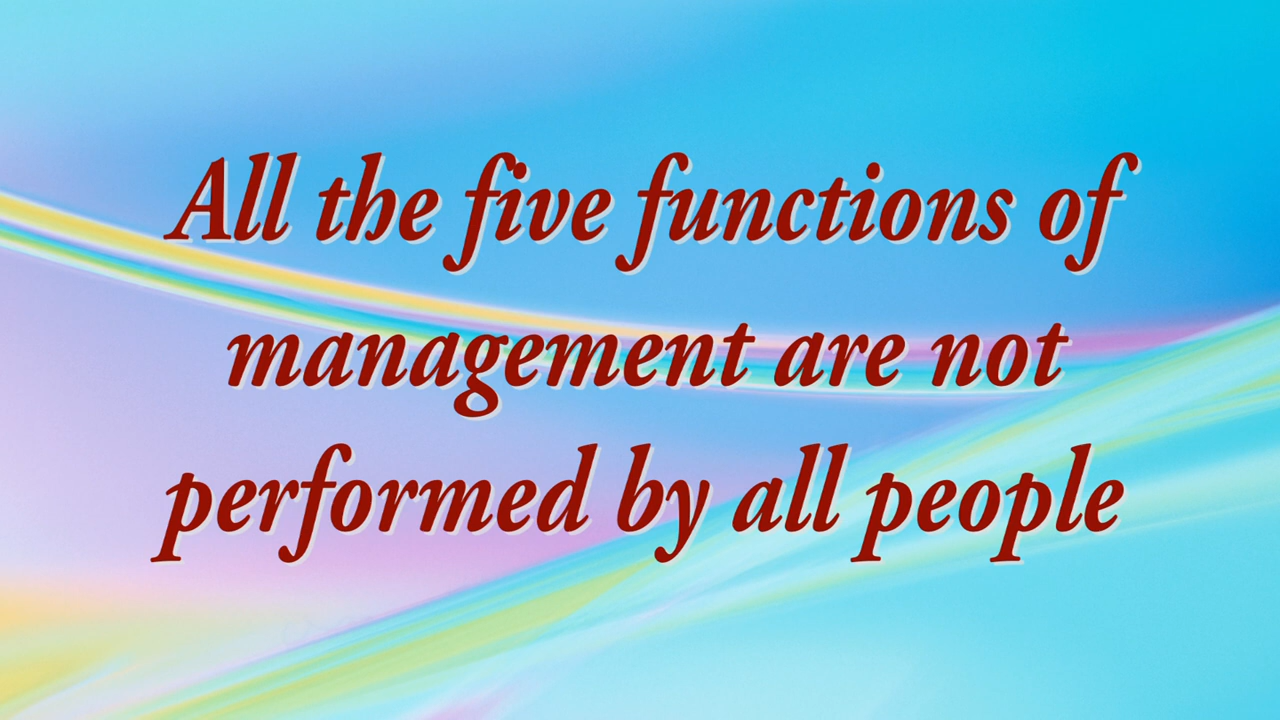 All the five functions of
management are not
performed by all people